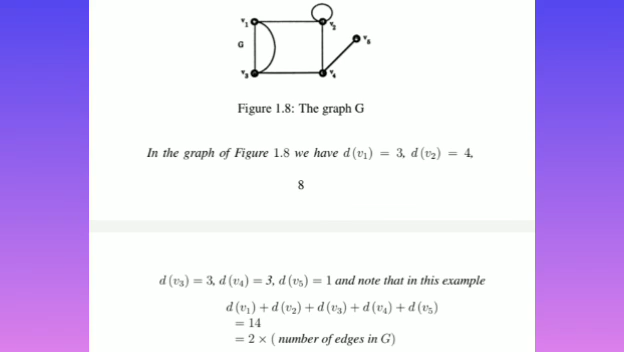 v₁ v₂
G v₅
v₃ v₄
Figure 1.8: The graph G
In the graph of Figure 1.8 we have d(v₁) = 3, d(v₂) = 4,
8
d(v₃) = 3, d(v₄) = 3, d(v₅) = 1 and note that in this example
d(v₁) + d(v₂) + d(v₃) + d(v₄) + d(v₅)
= 14
= 2 × ( number of edges in G)